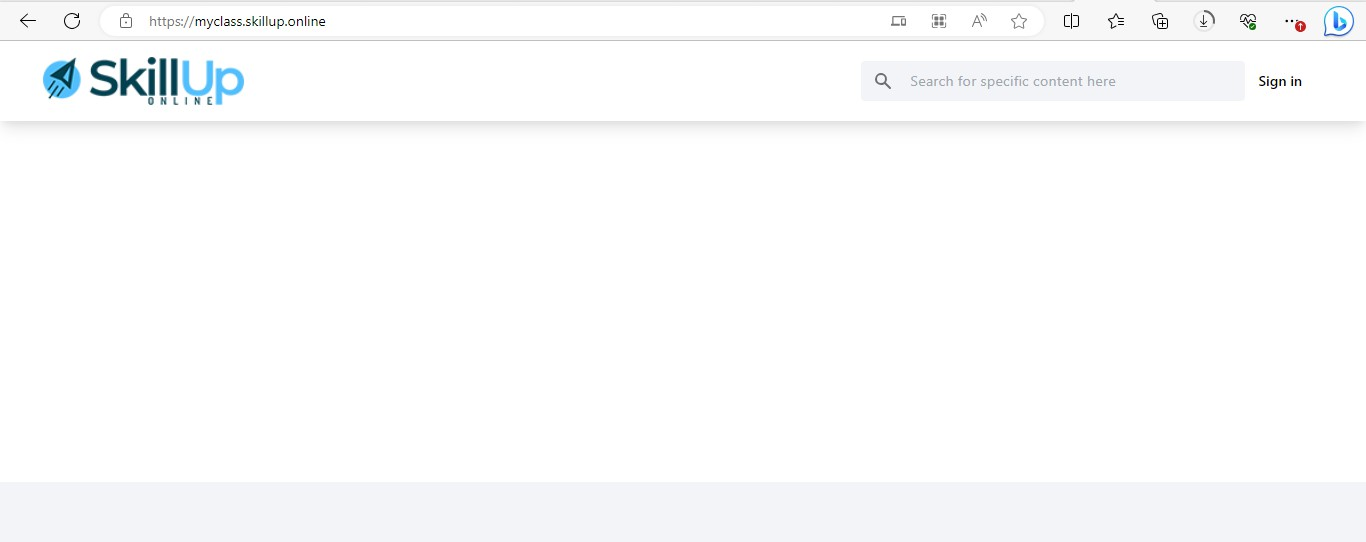 https://myclass.skillup.online
SkillUp
ONLINE
Search for specific content here
Sign in